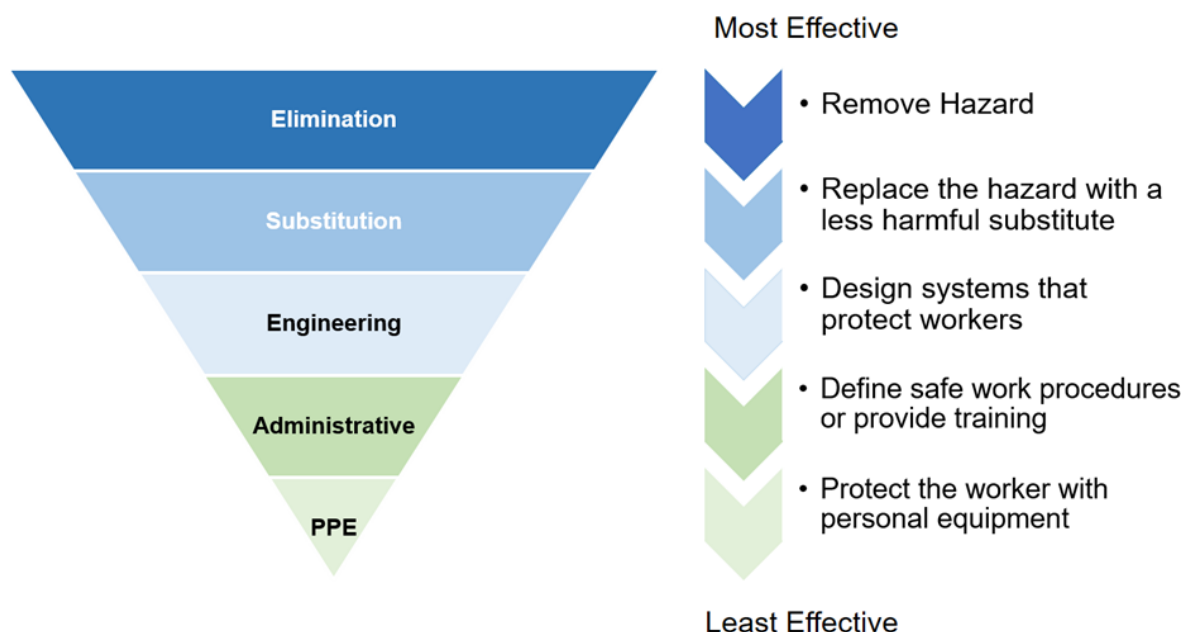 Most Effective
Elimination
• Remove Hazard
Substitution
• Replace the hazard with a
less harmful substitute
Engineering
• Design systems that
protect workers
Administrative
• Define safe work procedures
or provide training
PPE
• Protect the worker with
personal equipment
Least Effective